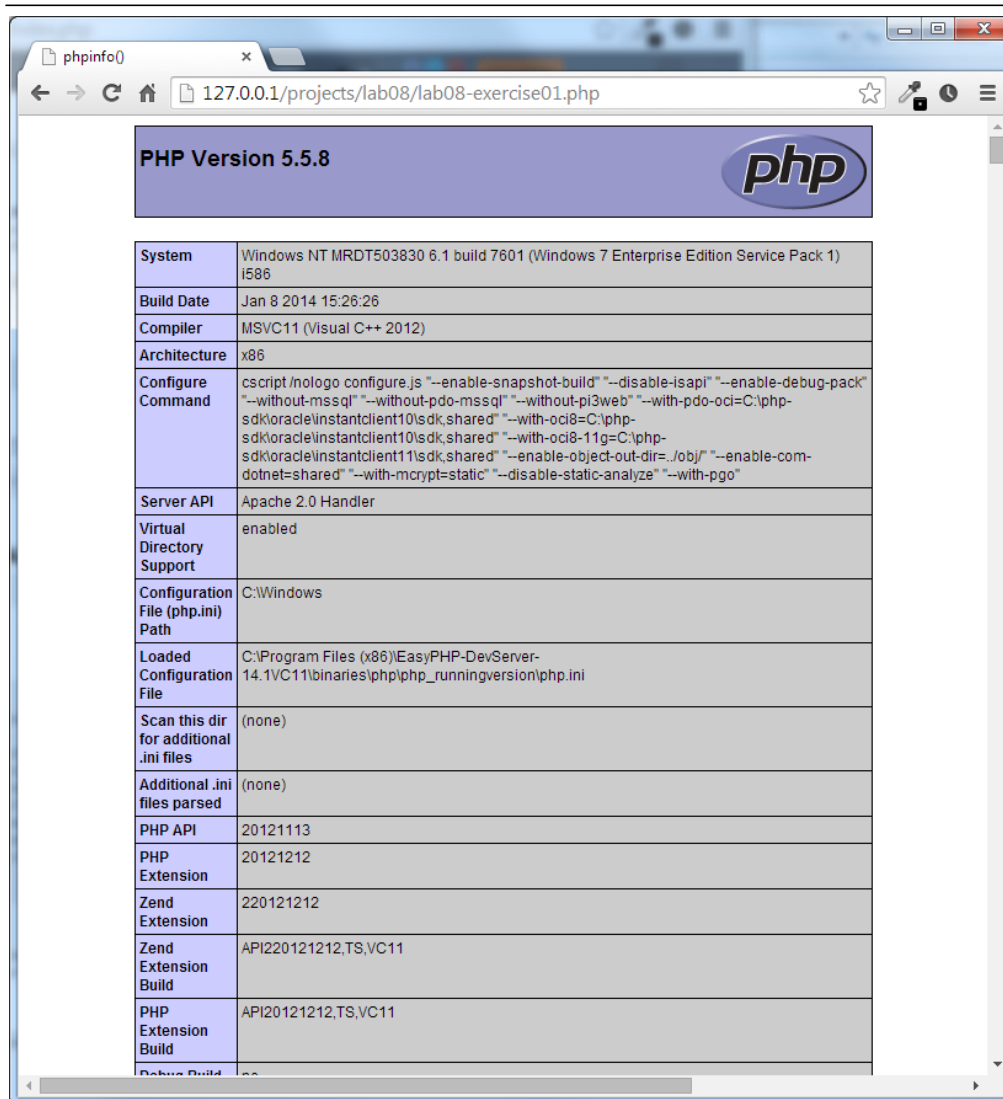 phpinfo()
127.0.0.1/projects/lab08/lab08-exercise01.php
PHP Version 5.5.8
php
System
Windows NT MRDT503830 6.1 build 7601 (Windows 7 Enterprise Edition Service Pack 1)
i586
Build Date
Jan 8 2014 15:26:26
Compiler
MSVC11 (Visual C++ 2012)
Architecture
x86
Configure
Command
cscript /nologo configure.js "--enable-snapshot-build" "--disable-isapi" "--enable-debug-pack"
"--without-mssql" "--without-pdo-mssql" "--without-pi3web" "--with-pdo-oci=C:\php-
sdk\oracle\instantclient10\sdk,shared" "--with-oci8=C:\php-
sdk\oracle\instantclient10\sdk,shared" "--with-oci8-11g=C:\php-
sdk\oracle\instantclient11\sdk,shared" "--enable-object-out-dir=../obj/" "--enable-com-
dotnet=shared" "--with-mcrypt=static" "--disable-static-analyze" "--with-pgo"
Server API
Apache 2.0 Handler
Virtual
Directory
Support
enabled
Configuration
File (php.ini)
Path
C:\Windows
Loaded
Configuration
File
C:\Program Files (x86)\EasyPHP-DevServer-
14.1VC11\binaries\php\php_runningversion\php.ini
Scan this dir
for additional
.ini files
(none)
Additional .ini
files parsed
(none)
PHP API
20121113
PHP
Extension
20121212
Zend
Extension
220121212
Zend
Extension
Build
API220121212,TS,VC11
PHP
Extension
Build
API20121212,TS,VC11
Debug Build
no